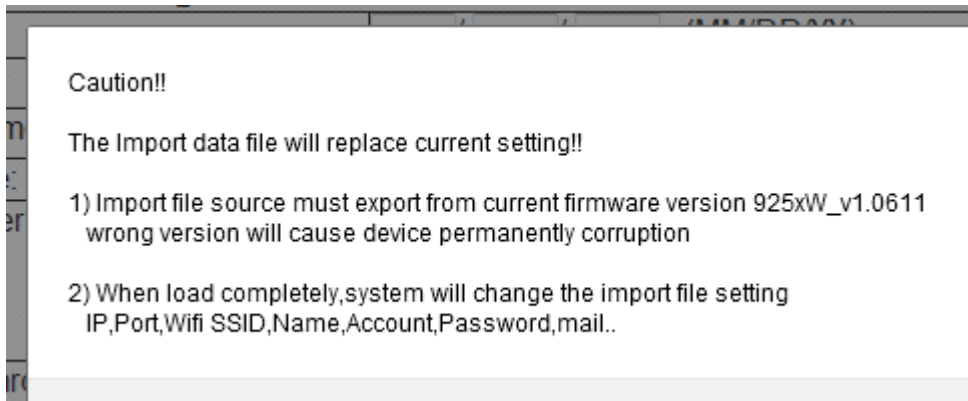 Caution!!
The Import data file will replace current setting!!
1) Import file source must export from current firmware version 925xW_v1.0611
wrong version will cause device permanently corruption
2) When load completely,system will change the import file setting
IP,Port,Wifi SSID,Name,Account,Password,mail..